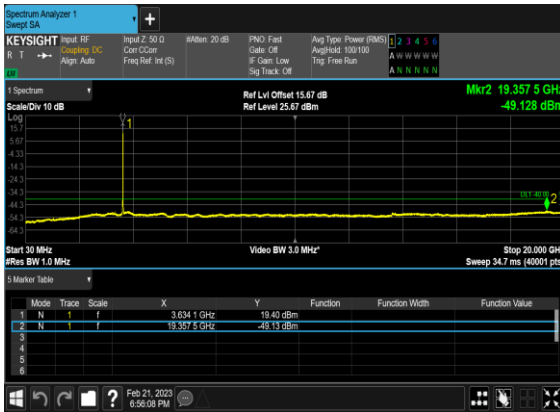 Spectrum Analyzer 1
Swept SA
+
KEYSIGHT Input: RF Input Z: 50 Ω #Atten: 20 dB PNO: Fast Avg Type: Power (RMS) 1 2 3 4 5 6
R T Coupling: DC Corr CCorr Gate: Off Avg|Hold: 100/100 A W W W W W
Align: Auto Freq Ref: Int (S) IF Gain: Low Trig: Free Run
LXI Sig Track: Off A N N N N N
1 Spectrum Ref Lvl Offset 15.67 dB Mkr2 19.357 5 GHz
Scale/Div 10 dB Ref Level 25.67 dBm -49.128 dBm
Log
15.7
5.67
-4.33
-14.3
-24.3
-34.3
-44.3
-54.3
-64.3
1
2
Start 30 MHz Video BW 3.0 MHz* Stop 20.000 GHz
#Res BW 1.0 MHz Sweep 34.7 ms (40001 pts)
5 Marker Table
Mode Trace Scale X Y Function Function Width Function Value
1 N 1 f 3.634 1 GHz 19.40 dBm
2 N 1 f 19.357 5 GHz -49.13 dBm
3
4
5
6
? Feb 21, 2023
6:56:08 PM